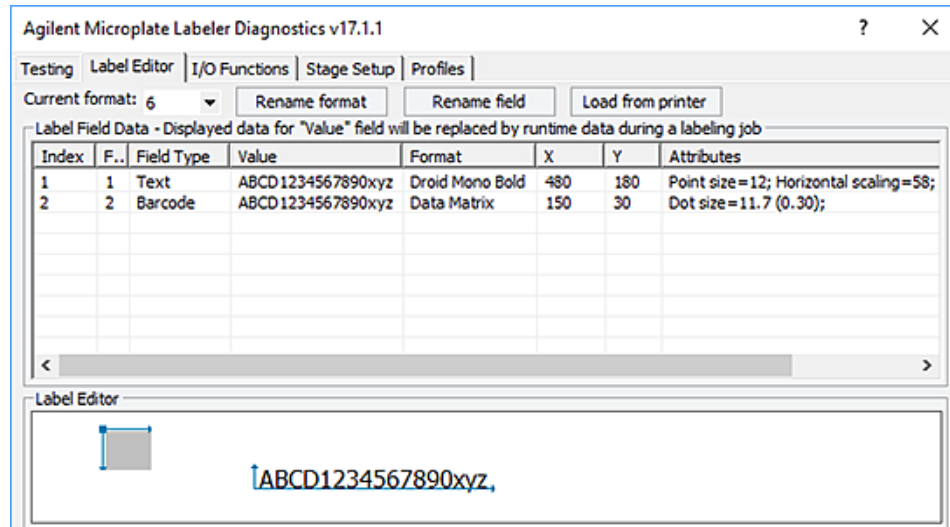 Agilent Microplate Labeler Diagnostics v17.1.1 ?
Testing Label Editor I/O Functions Stage Setup Profiles
Current format: 6 Rename format Rename field Load from printer
Label Field Data - Displayed data for "Value" field will be replaced by runtime data during a labeling job
Index F.. Field Type Value Format X Y Attributes
1 1 Text ABCD1234567890xyz Droid Mono Bold 480 180 Point size=12; Horizontal scaling=58;
2 2 Barcode ABCD1234567890xyz Data Matrix 150 30 Dot size=11.7 (0.30);
Label Editor
ABCD1234567890xyz